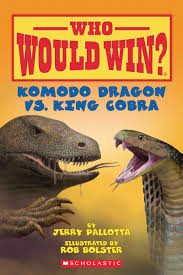 WHO
WOULD WIN?®
KOMODO DRAGON
VS. KING COBRA
BY
JERRY PALLOTTA
ILLUSTRATED BY
ROB BOLSTER
SCHOLASTIC